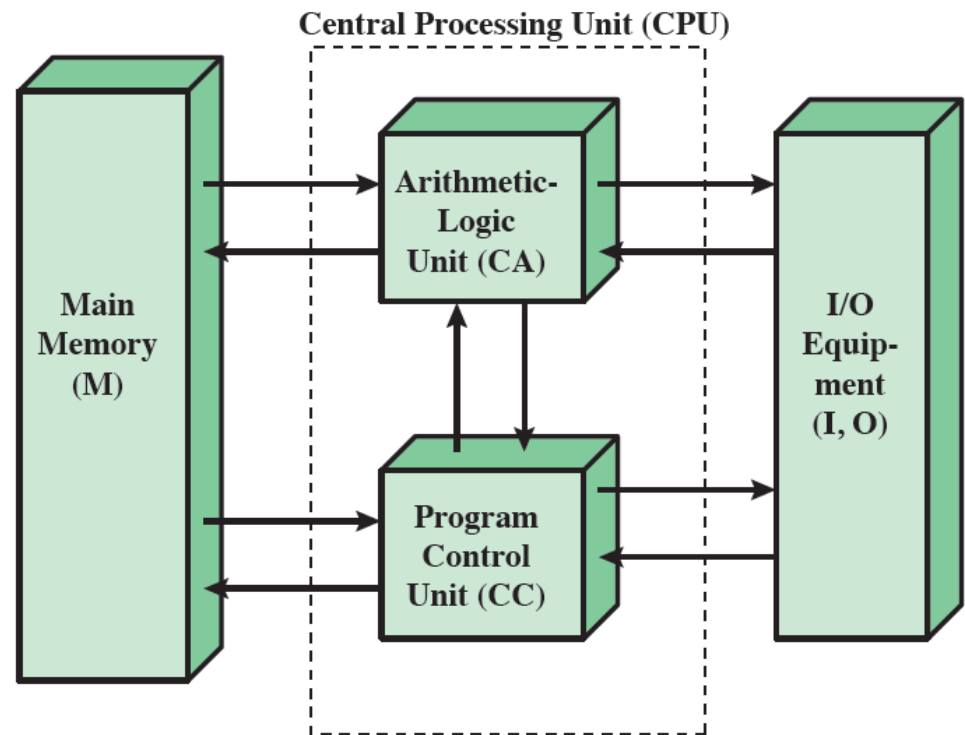 Central Processing Unit (CPU)
Main
Memory
(M)
Arithmetic-
Logic
Unit (CA)
Program
Control
Unit (CC)
I/O
Equip-
ment
(I, O)